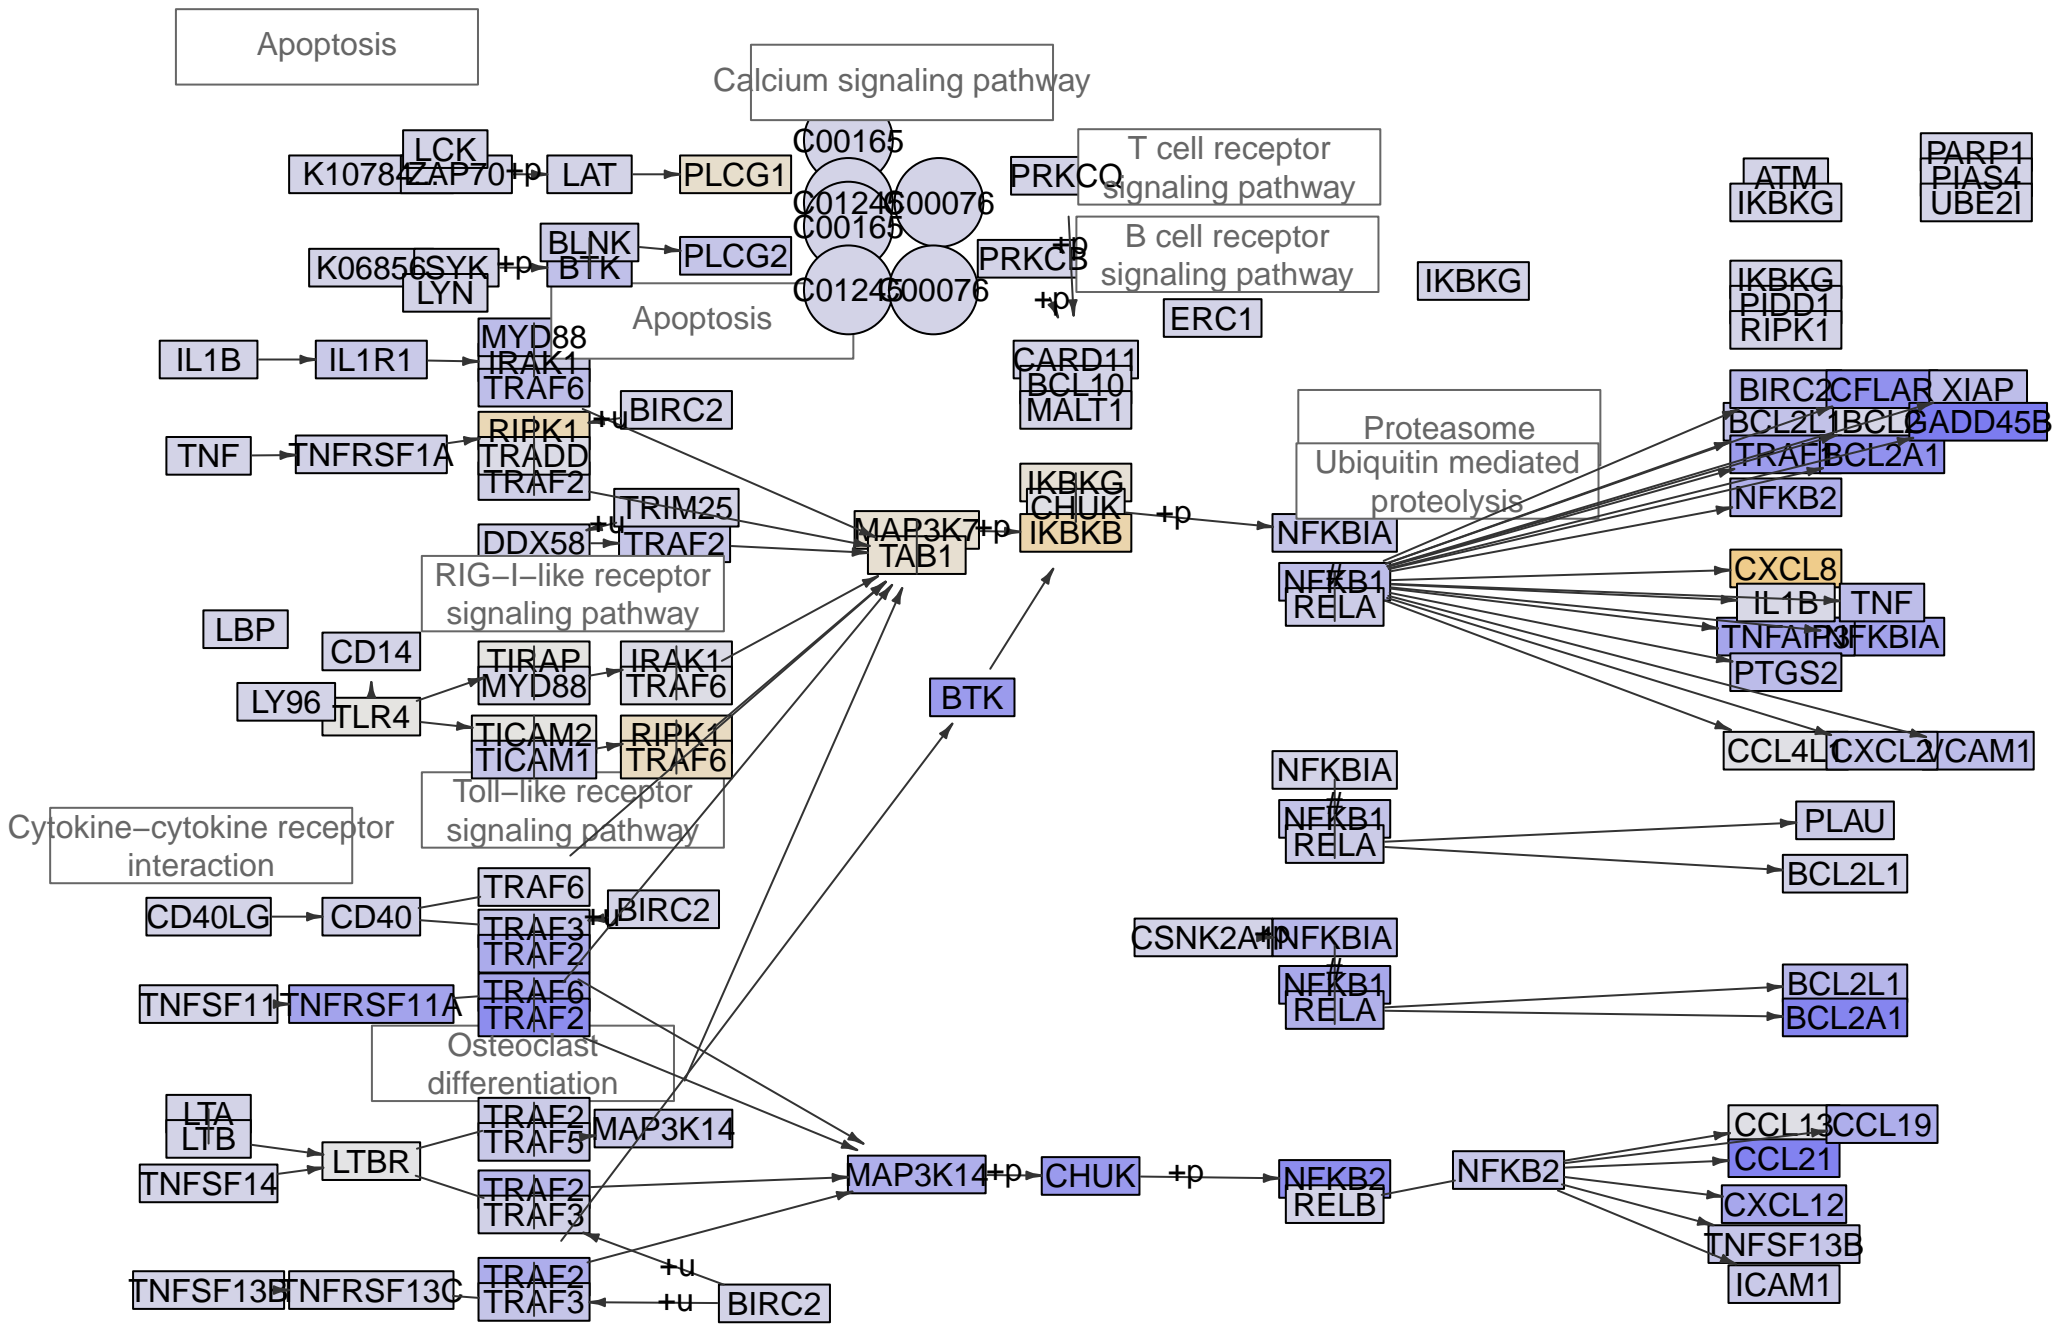 Apoptosis
Calcium signaling pathway
LCK
K10784
ZAP70
+p
LAT
PLCG1
C00165
C01246
C00076
C00165
C01245
C00076
PRKCQ
T cell receptor
signaling pathway
+p
B cell receptor
signaling pathway
PRKCB
+p
ATM
IKBKG
PARP1
PIAS4
UBE2I
BLNK
K06856
SYK
+p
BTK
PLCG2
LYN
IKBKG
ERC1
IKBKG
PIDD1
RIPK1
Apoptosis
MYD88
IL1B
IL1R1
IRAK1
TRAF6
CARD11
BCL10
MALT1
BIRC2
CFLAR
XIAP
BCL2L1
BCL2
GADD45B
TRAF1
BCL2A1
NFKB2
RIPK1
+u
BIRC2
TNF
TNFRSF1A
TRADD
TRAF2
Proteasome
Ubiquitin mediated
proteolysis
IKBKG
CHUK
IKBKB
+p
TRIM25
+u
DDX58
TRAF2
MAP3K7
+p
TAB1
NFKBIA
NFKB1
RELA
CXCL8
IL1B
TNF
TNFAIP3
NFKBIA
PTGS2
CCL4L1
CXCL2
VCAM1
RIG−I−like receptor
signaling pathway
LBP
CD14
LY96
TLR4
TIRAP
MYD88
IRAK1
TRAF6
TICAM2
TICAM1
RIPK1
TRAF6
BTK
Toll−like receptor
signaling pathway
NFKBIA
NFKB1
RELA
PLAU
BCL2L1
Cytokine−cytokine receptor
interaction
TRAF6
CD40LG
CD40
TRAF3
+u
BIRC2
TRAF2
CSNK2A1
+p
NFKBIA
NFKB1
RELA
BCL2L1
BCL2A1
TNFSF11
TNFRSF11A
TRAF6
TRAF2
Osteoclast
differentiation
LTA
LTB
TNFSF14
LTBR
TRAF2
TRAF5
MAP3K14
TRAF2
TRAF3
MAP3K14
+p
CHUK
+p
NFKB2
RELB
NFKB2
CCL13
CCL19
CCL21
CXCL12
TNFSF13B
ICAM1
TNFSF13B
TNFRSF13C
TRAF2
TRAF3
+u
+u
BIRC2